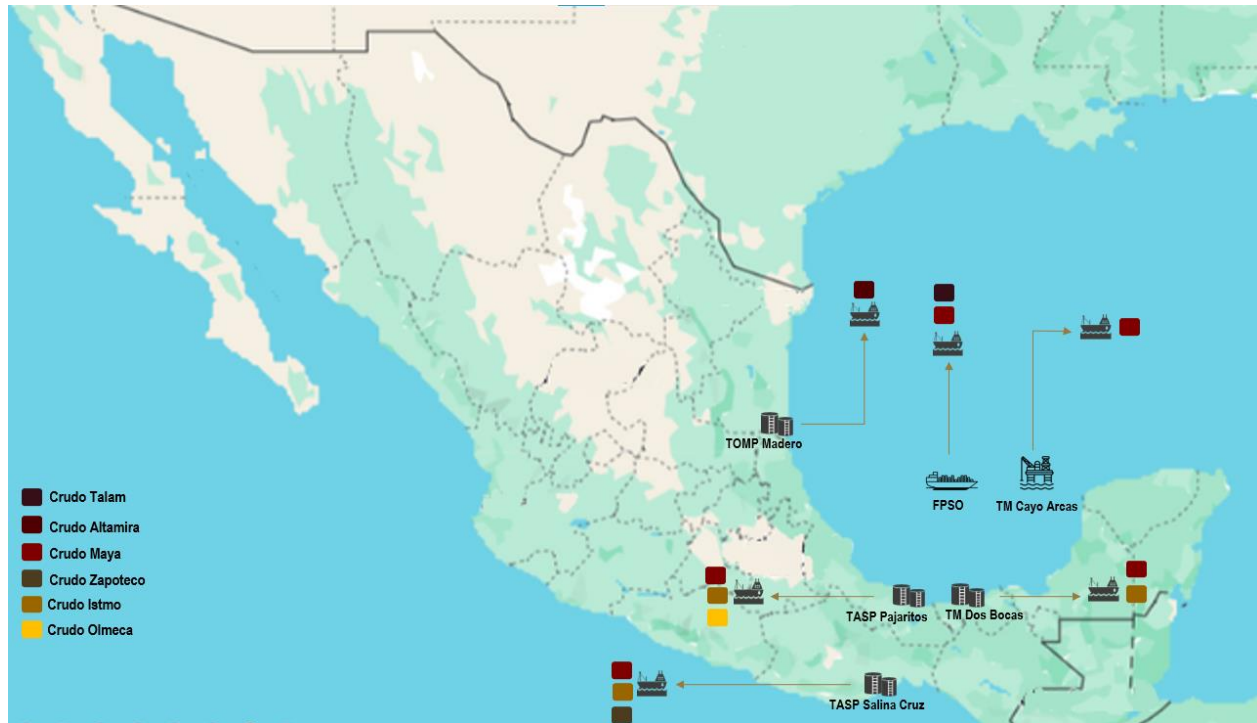 TOMP Madero
FPSO
TM Cayo Arcas
Crudo Talam
Crudo Altamira
Crudo Maya
Crudo Zapoteco
Crudo Istmo
Crudo Olmeca
TASP Pajaritos
TM Dos Bocas
TASP Salina Cruz